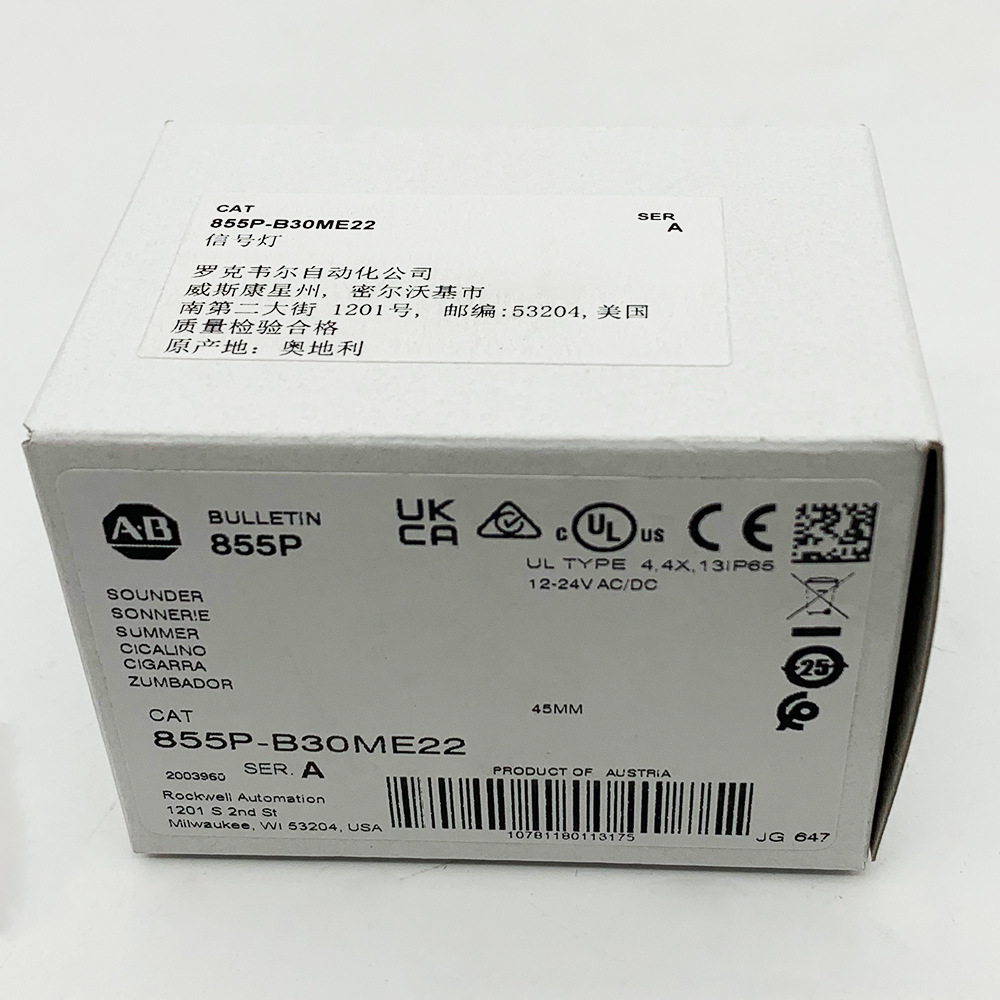 CAT
855P-B30ME22
SER
A
信号灯
罗克韦尔自动化公司
威斯康星州, 密尔沃基市
南第二大街 1201号, 邮编:53204,美国
质量检验合格
原产地: 奥地利
A-B
BULLETIN
855P
UK
CA
c UL us
CE
UL TYPE 4,4X,13IP65
12-24V AC/DC
SOUNDER
SONNERIE
SUMMER
CICALINO
CIGARRA
ZUMBADOR
25
45MM
CAT
855P-B30ME22
2003960 SER. A
PRODUCT OF AUSTRIA
Rockwell Automation
1201 S 2nd St
Milwaukee, WI 53204, USA
10781180113175
JG 647